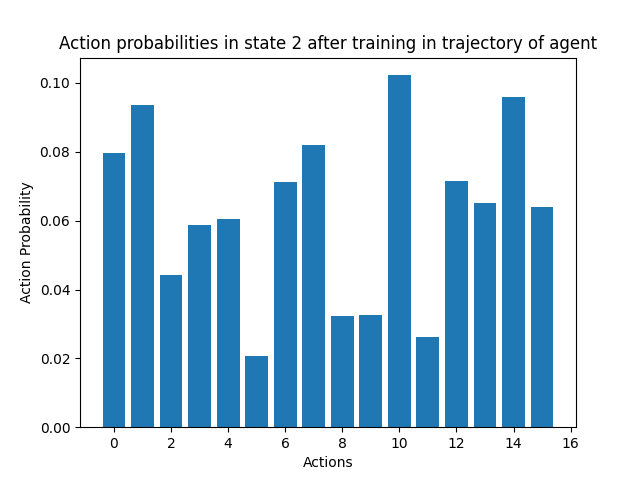 Action probabilities in state 2 after training in trajectory of agent
0.10
0.08
0.06
0.04
0.02
0.00
Action Probability
0 2 4 6 8 10 12 14 16
Actions